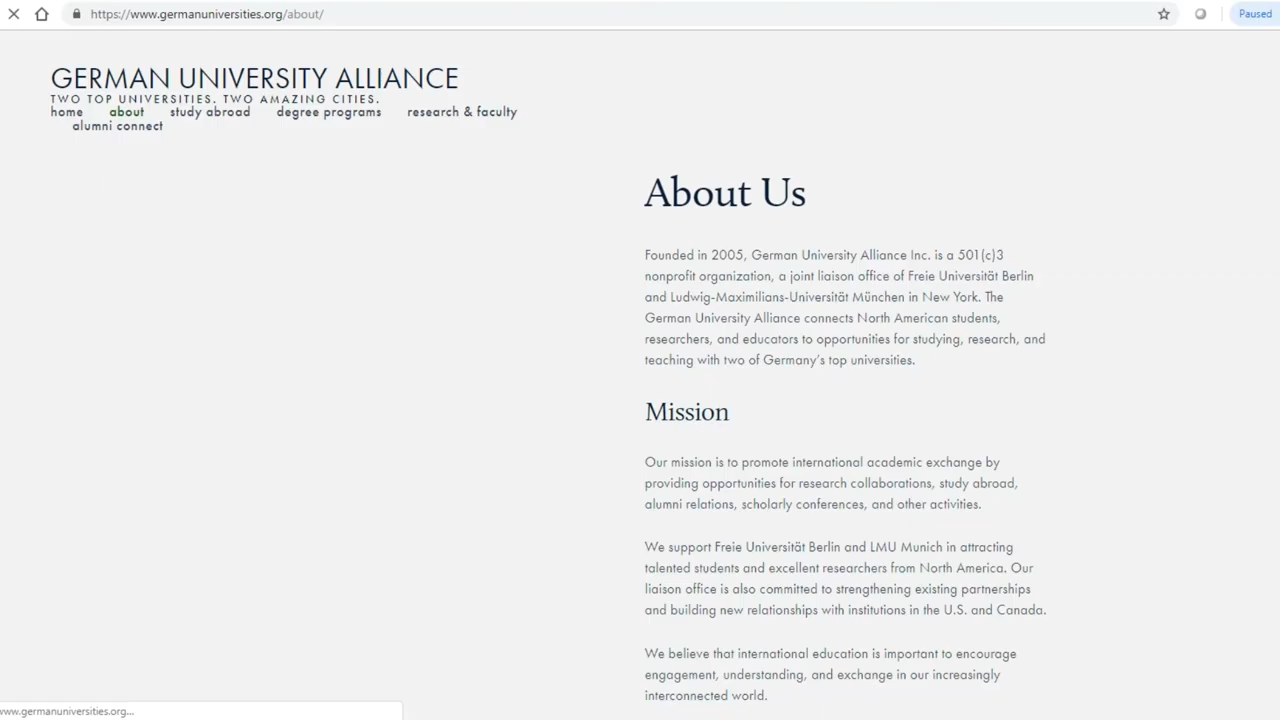 https://www.germanuniversities.org/about/
Paused
GERMAN UNIVERSITY ALLIANCE
TWO TOP UNIVERSITIES. TWO AMAZING CITIES.
home about study abroad degree programs research & faculty
alumni connect
About Us
Founded in 2005, German University Alliance Inc. is a 501(c)3
nonprofit organization, a joint liaison office of Freie Universität Berlin
and Ludwig-Maximilians-Universität München in New York. The
German University Alliance connects North American students,
researchers, and educators to opportunities for studying, research, and
teaching with two of Germany’s top universities.
Mission
Our mission is to promote international academic exchange by
providing opportunities for research collaborations, study abroad,
alumni relations, scholarly conferences, and other activities.
We support Freie Universität Berlin and LMU Munich in attracting
talented students and excellent researchers from North America. Our
liaison office is also committed to strengthening existing partnerships
and building new relationships with institutions in the U.S. and Canada.
We believe that international education is important to encourage
engagement, understanding, and exchange in our increasingly
interconnected world.
www.germanuniversities.org...